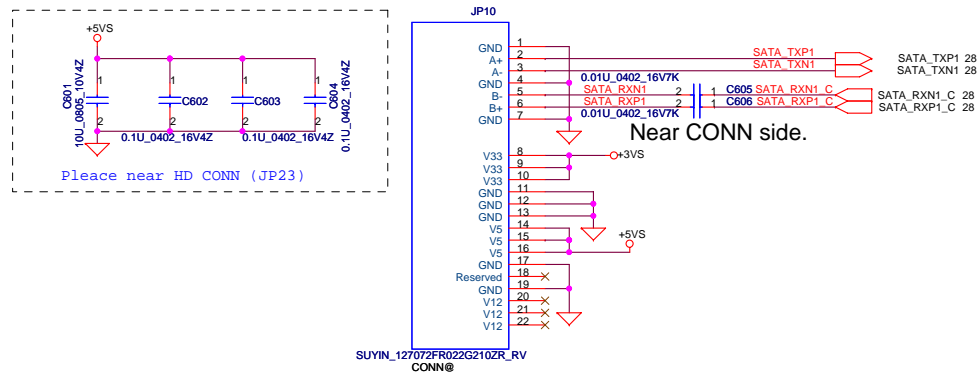 +5VS
1
1
1
1
C601
C602
C603
C604
10U_0805_10V4Z
0.1U_0402_16V4Z
2
2
2
2
0.1U_0402_16V4Z
0.1U_0402_16V4Z
Pleace near HD CONN (JP23)
JP10
GND 1
A+ 2 SATA_TXP1 SATA_TXP1 28
A- 3 SATA_TXN1 SATA_TXN1 28
GND 4 0.01U_0402_16V7K
B- 5 SATA_RXN1 2 1 C605 SATA_RXN1_C SATA_RXN1_C 28
B+ 6 SATA_RXP1 2 1 C606 SATA_RXP1_C SATA_RXP1_C 28
GND 7 0.01U_0402_16V7K
Near CONN side.
V33 8 +3VS
V33 9
V33 10
GND 11
GND 12
GND 13
V5 14
V5 15 +5VS
V5 16
GND 17
Reserved 18
GND 19
V12 20
V12 21
V12 22
SUYIN_127072FR022G210ZR_RV
CONN@